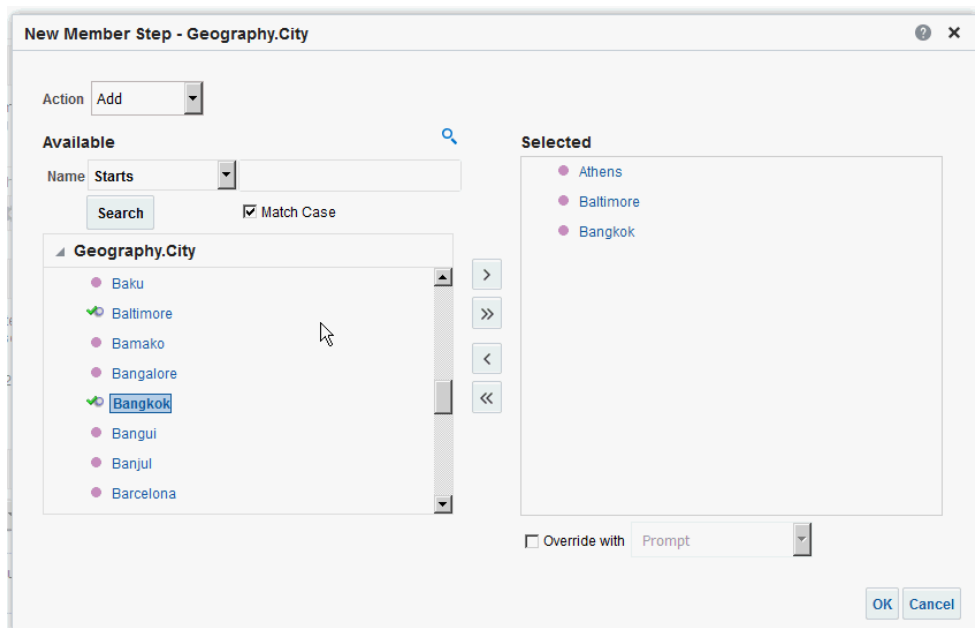 New Member Step - Geography.City
Action Add
Available
Name Starts
Search Match Case
Geography.City
Baku
Baltimore
Bamako
Bangalore
Bangkok
Bangui
Banjul
Barcelona
Selected
Athens
Baltimore
Bangkok
Override with Prompt
OK Cancel